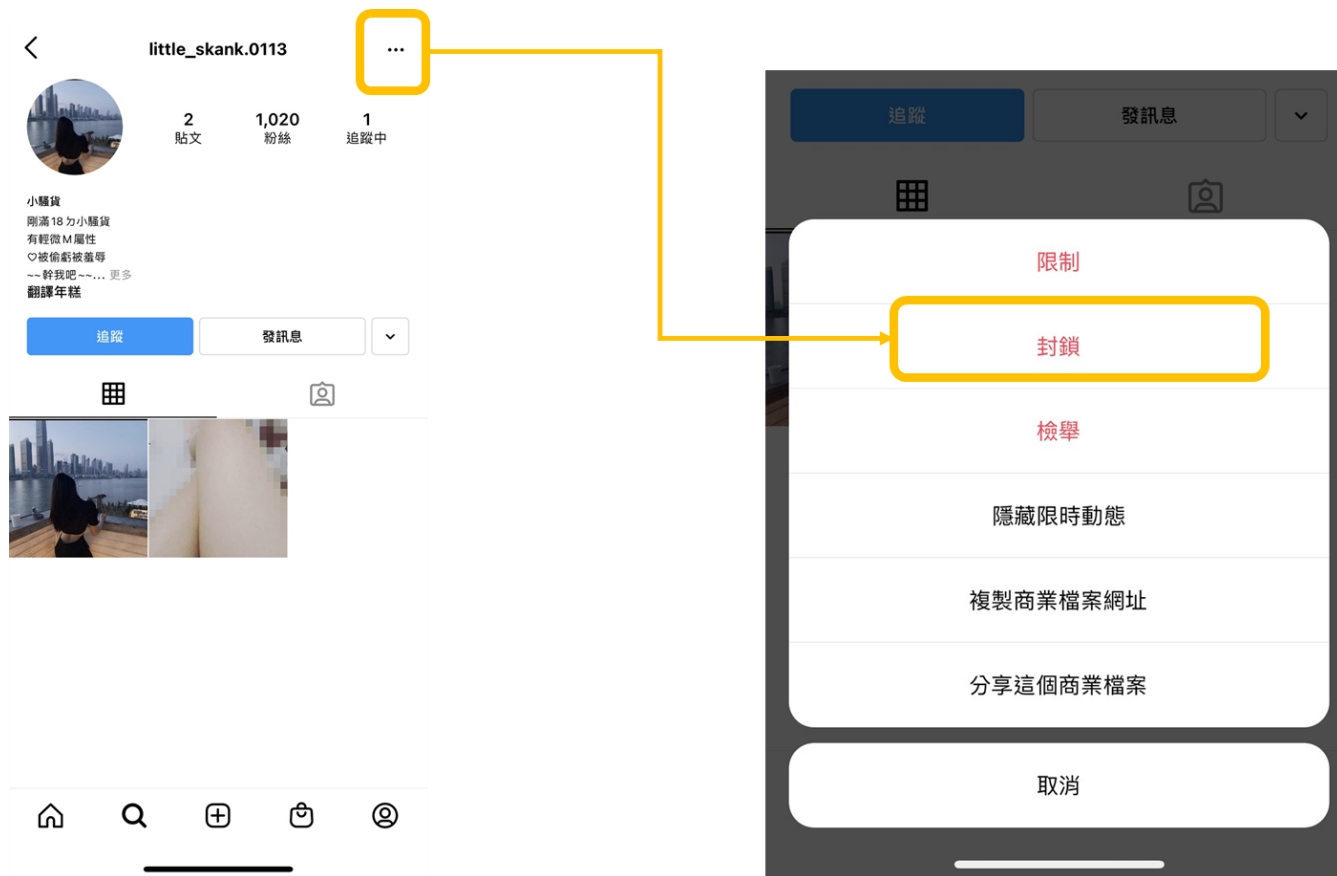 little_skank.0113
...
2
貼文
1,020
粉絲
1
追蹤中
小騷貨
剛滿18ㄉ小騷貨
有輕微M屬性
♡被偷虧被羞辱
~~幹我吧~~... 更多
翻譯年糕
追蹤
發訊息
追蹤
發訊息
限制
封鎖
檢舉
隱藏限時動態
複製商業檔案網址
分享這個商業檔案
取消